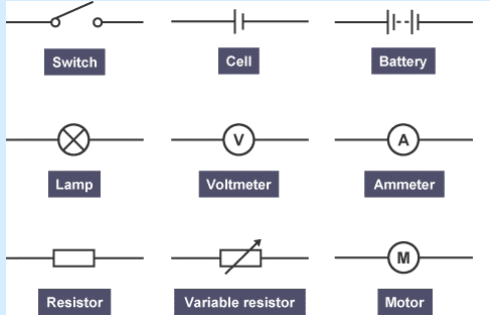 Switch
Cell
Battery
V
A
Lamp
Voltmeter
Ammeter
M
Resistor
Variable resistor
Motor